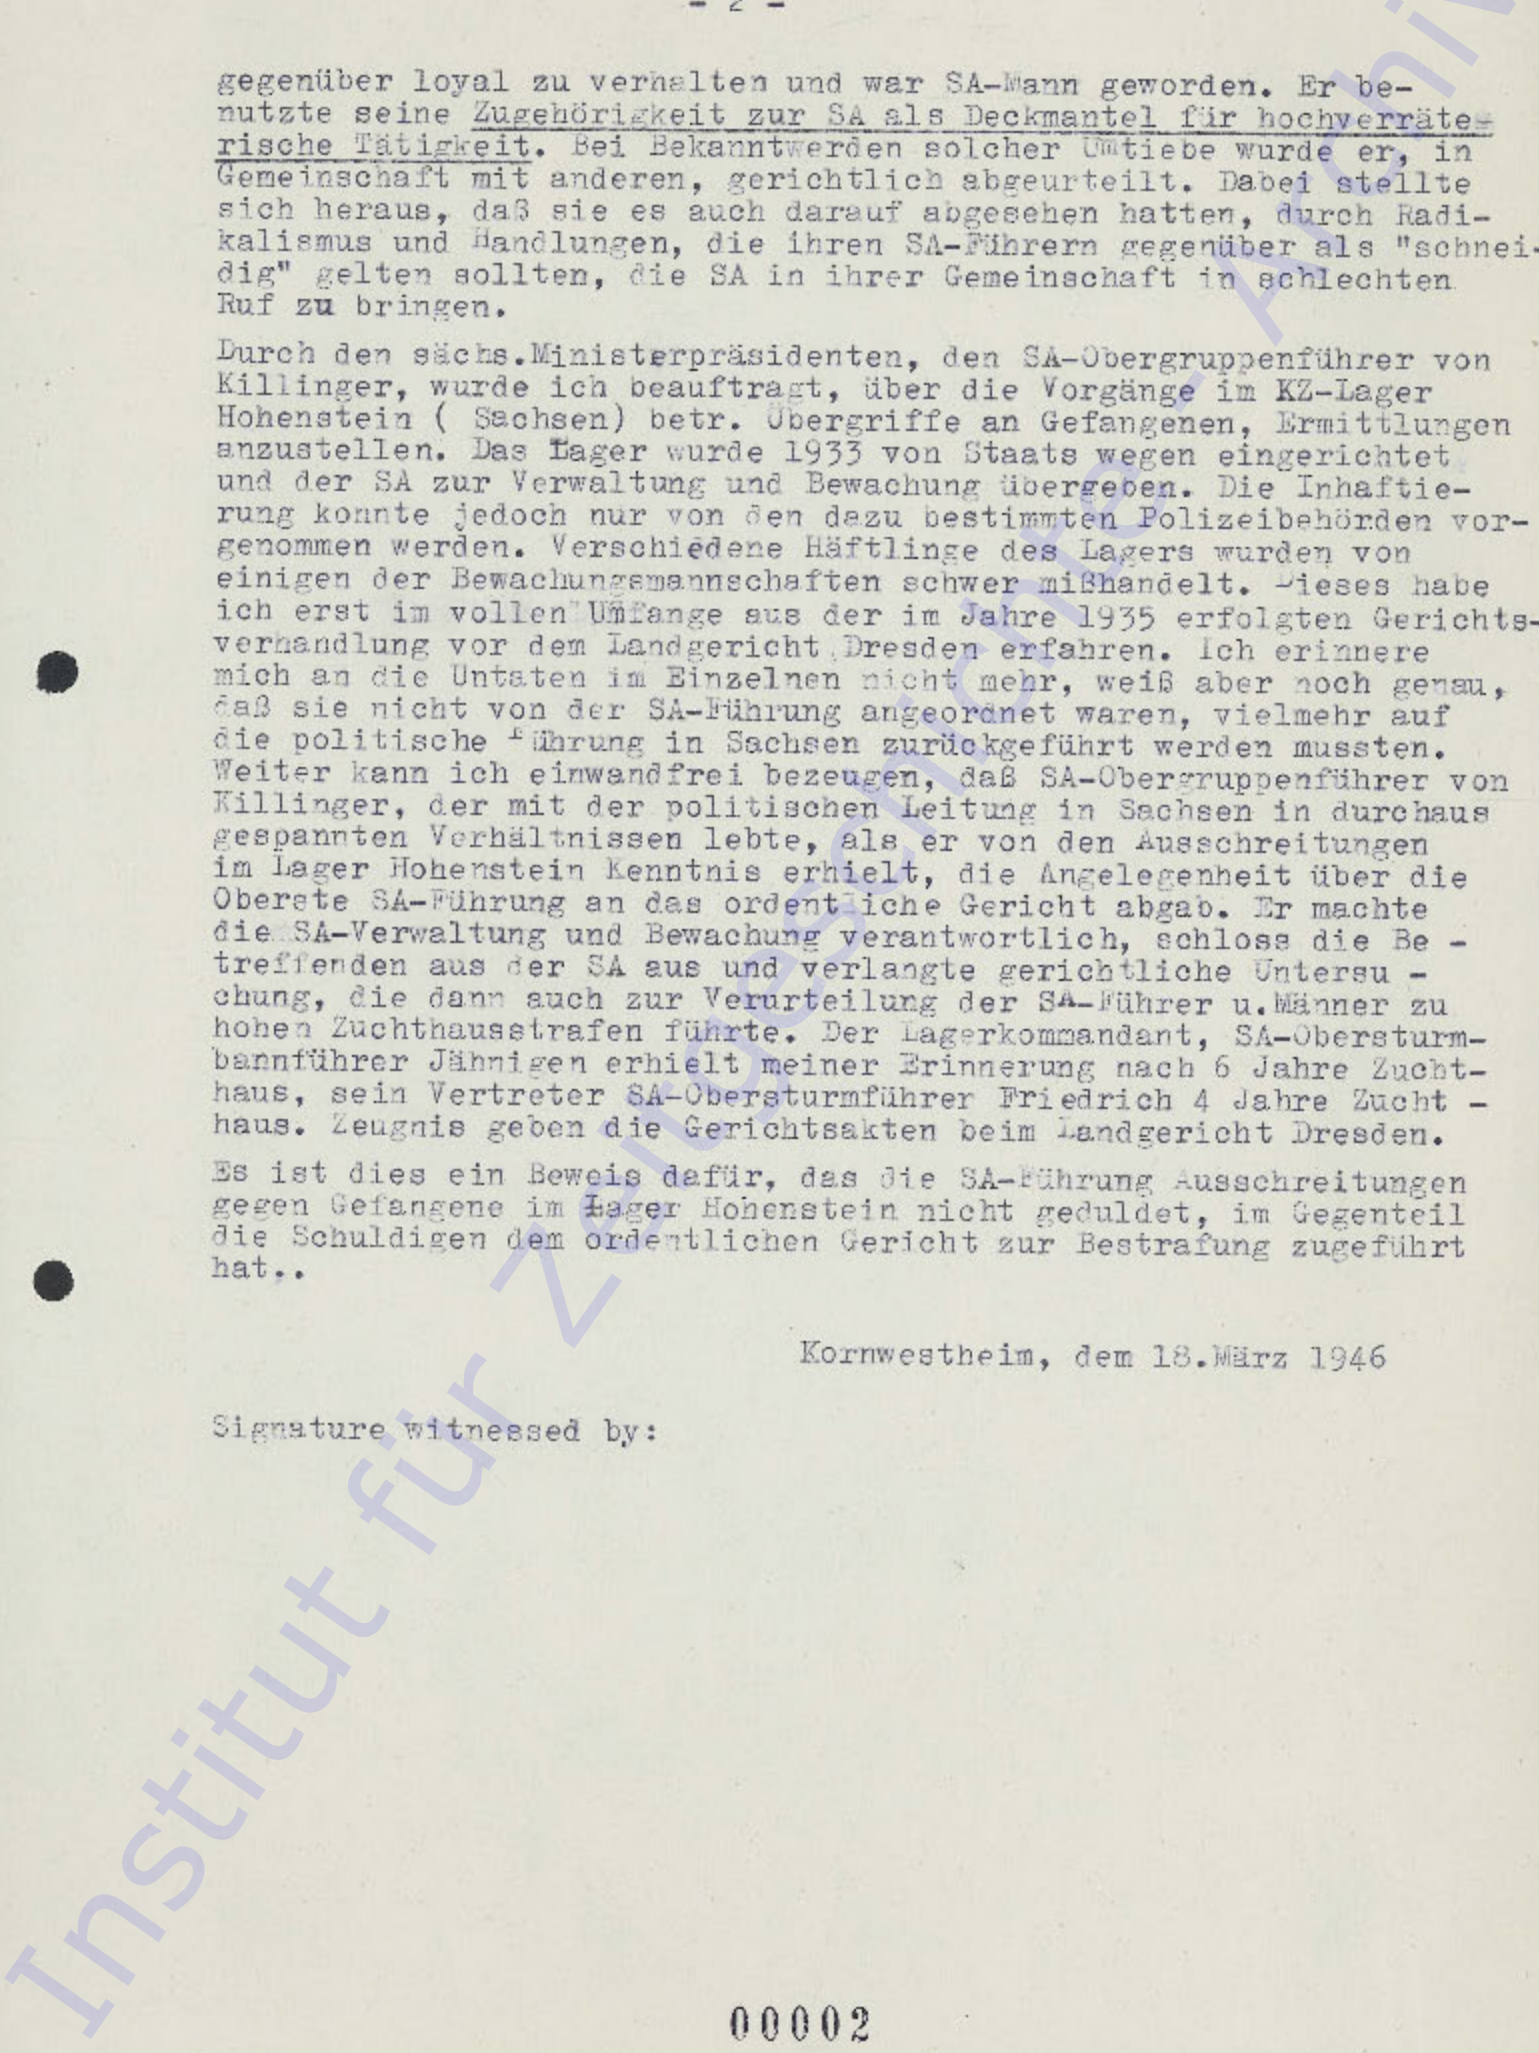 - 2 -
gegenüber loyal zu verhalten und war SA-Mann geworden. Er be-
nutzte seine Zugehörigkeit zur SA als Deckmantel für hochverräte-
rische Tätigkeit. Bei Bekanntwerden solcher Umtiebe wurde er, in
Gemeinschaft mit anderen, gerichtlich abgeurteilt. Dabei stellte
sich heraus, daß sie es auch darauf abgesehen hatten, durch Radi-
kalismus und Handlungen, die ihren SA-Führern gegenüber als "schnei-
dig" gelten sollten, die SA in ihrer Gemeinschaft in schlechten
Ruf zu bringen.
Durch den sächs.Ministerpräsidenten, den SA-Obergruppenführer von
Killinger, wurde ich beauftragt, über die Vorgänge im KZ-Lager
Hohenstein ( Sachsen) betr. Übergriffe an Gefangenen, Ermittlungen
anzustellen. Das Lager wurde 1933 von Staats wegen eingerichtet
und der SA zur Verwaltung und Bewachung übergeben. Die Inhaftie-
rung konnte jedoch nur von den dazu bestimmten Polizeibehörden vor-
genommen werden. Verschiedene Häftlinge des Lagers wurden von
einigen der Bewachungsmannschaften schwer mißhandelt. Dieses habe
ich erst im vollen Umfange aus der im Jahre 1935 erfolgten Gerichts-
verhandlung vor dem Landgericht Dresden erfahren. Ich erinnere
mich an die Untaten im Einzelnen nicht mehr, weiß aber noch genau,
daß sie nicht von der SA-Führung angeordnet waren, vielmehr auf
die politische Führung in Sachsen zurückgeführt werden mussten.
Weiter kann ich einwandfrei bezeugen, daß SA-Obergruppenführer von
Killinger, der mit der politischen Leitung in Sachsen in durchaus
gespannten Verhältnissen lebte, als er von den Ausschreitungen
im Lager Hohenstein Kenntnis erhielt, die Angelegenheit über die
Oberste SA-Führung an das ordentliche Gericht abgab. Er machte
die SA-Verwaltung und Bewachung verantwortlich, schloss die Be -
treffenden aus der SA aus und verlangte gerichtliche Untersu -
chung, die dann auch zur Verurteilung der SA-Führer u.Männer zu
hohen Zuchthausstrafen führte. Der Lagerkommandant, SA-Obersturm-
bannführer Jähnigen erhielt meiner Erinnerung nach 6 Jahre Zucht-
haus, sein Vertreter SA-Obersturmführer Friedrich 4 Jahre Zucht -
haus. Zeugnis geben die Gerichtsakten beim Landgericht Dresden.
Es ist dies ein Beweis dafür, das die SA-Führung Ausschreitungen
gegen Gefangene im Lager Hohenstein nicht geduldet, im Gegenteil
die Schuldigen dem ordentlichen Gericht zur Bestrafung zugeführt
hat..
Kornwestheim, dem 18.März 1946
Signature witnessed by:
00002
Institut für Zeitgeschichte - Archiv